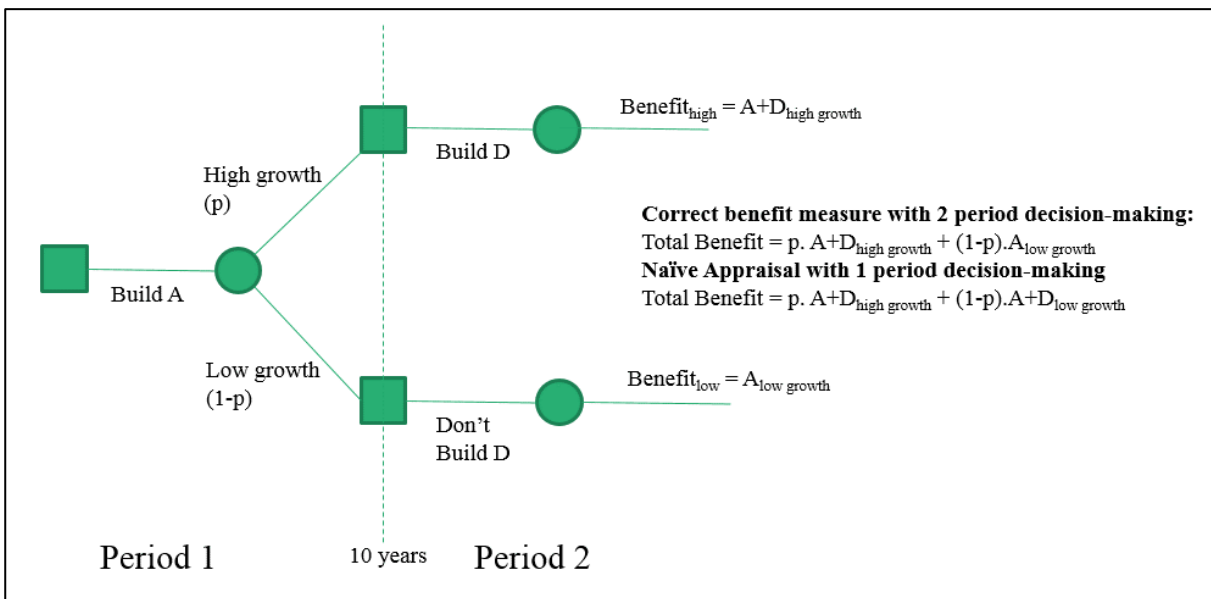 Benefit_high = A+D_high growth
Build D
High growth
(p)
Correct benefit measure with 2 period decision-making:
Total Benefit = p. A+D_high growth + (1-p).A_low growth
Naïve Appraisal with 1 period decision-making
Total Benefit = p. A+D_high growth + (1-p).A+D_low growth
Build A
Low growth
(1-p)
Benefit_low = A_low growth
Don’t
Build D
Period 1
10 years
Period 2